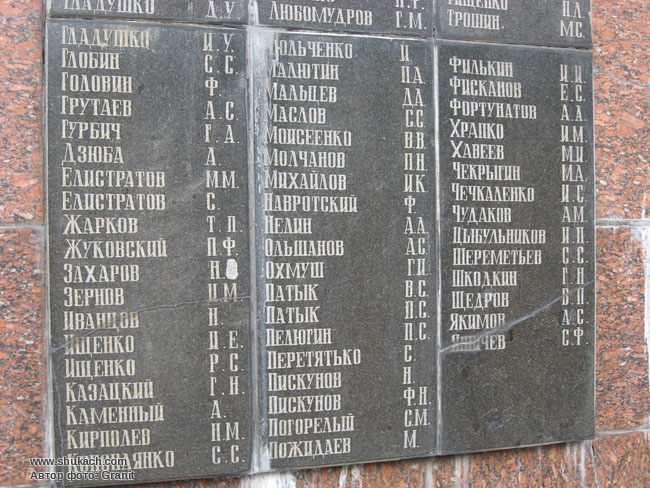 ГЛАДУШКО Д.У.
ГЛАДУШКО И.У.
ГЛОБИН С.С.
ГОЛОВИН Ф.
ГРУТАЕВ А.С.
ГУРБИЧ Г.А.
ДЗЮБА А.
ЕЛИСТРАТОВ М.М.
ЕЛИСТРАТОВ С.
ЖАРКОВ Т.П.
ЖУКОВСКИЙ П.Ф.
ЗАХАРОВ Н.
ЗЕРНОВ Н.М.
ИВАНЦОВ Н.
ИЩЕНКО И.Е.
ИЩЕНКО Р.С.
КАЗАЦКИЙ Г.Н.
КАМЕННЫЙ А.
КИРПОЛЕВ Н.М.
С.С.
ЛЮБОМУДРОВ Г.М.
И
МАЛЮТИН П.А.
МАЛЬЦЕВ Д.А.
МАСЛОВ С.С.
МОИСЕЕНКО В.В.
МОЛЧАНОВ П.Н.
МИХАЙЛОВ И.К.
НАВРОТСКИЙ Ф.
НЕЛИН А.А.
ОЛЬШАНОВ А.С.
ОХМУШ Г.И.
ПАТЫК В.С.
ПАТЫК П.С.
ПЕЛЮГИН П.С.
ПЕРЕТЯТЬКО С.
ПИСКУНОВ Н.
ПИСКУНОВ Ф.Н.
ПОГОРЕЛЫЙ С.М.
ПОЖИДАЕВ М.
ТРОШИН. М.С.
ФИЛЬКИН И.И.
ФИСКАНОВ Е.С.
ФОРТУНАТОВ А.А.
ХРАПКО И.М.
ХАВЕЕВ М.И.
ЧЕКРЫГИН М.А.
ЧЕЧКАЛЕНКО И.С.
ЧУДАКОВ А.М.
ЦЫБУЛЬНИКОВ И.П.
ШЕРЕМЕТЬЕВ С.С.
ШКОДКИН Г.Н.
ЩЕДРОВ В.П.
ЯКИМОВ А.С.
С.Ф.
www.shukach.com
Автор фото: Granit